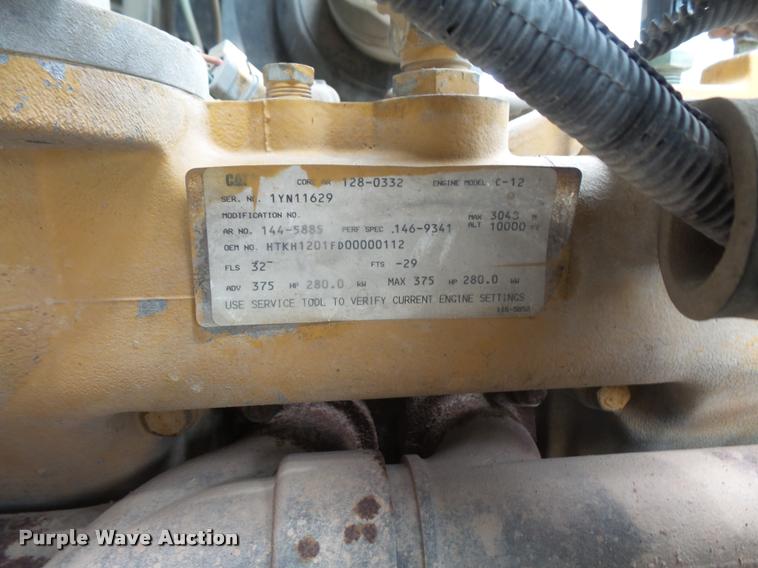 CAT CORE AR 128-0332 ENGINE MODEL C-12
SER. NO. 1YN11629
MODIFICATION NO. MAX 3048 M
AR NO. 144-5885 PERF SPEC .146-9341 ALT 10000
OEM NO. HTKH1201FD00000112
FLS 32 FTS -29
ADV 375 HP 280.0 kW MAX 375 HP 280.0 kW
USE SERVICE TOOL TO VERIFY CURRENT ENGINE SETTINGS
Purple Wave Auction